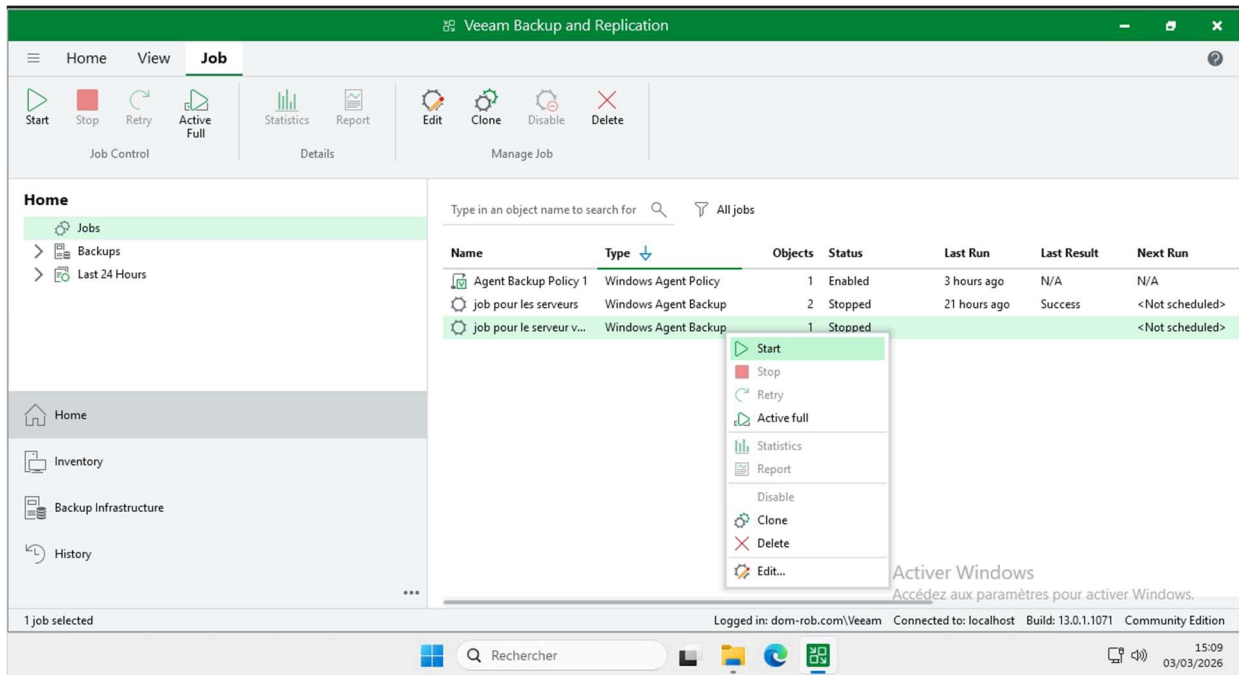 Veeam Backup and Replication
Home View Job
Start Stop Retry Active Full
Statistics Report
Edit Clone Disable Delete
Job Control Details Manage Job
Home
Jobs
Backups
Last 24 Hours
Home
Inventory
Backup Infrastructure
History
Type in an object name to search for All jobs
Name Type Objects Status Last Run Last Result Next Run
Agent Backup Policy 1 Windows Agent Policy 1 Enabled 3 hours ago N/A N/A
job pour les serveurs Windows Agent Backup 2 Stopped 21 hours ago Success <Not scheduled>
job pour le serveur v... Windows Agent Backup 1 Stopped <Not scheduled>
Start
Stop
Retry
Active full
Statistics
Report
Disable
Clone
Delete
Edit...
Activer Windows
Accédez aux paramètres pour activer Windows.
1 job selected Logged in: dom-rob.com\Veeam Connected to: localhost Build: 13.0.1.1071 Community Edition
Rechercher
15:09
03/03/2026